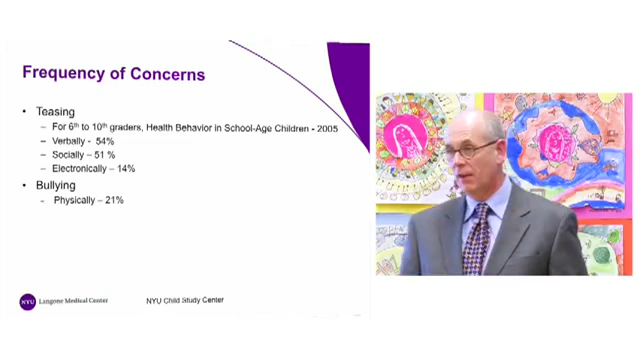 Frequency of Concerns
• Teasing
– For 6th to 10th graders, Health Behavior in School-Age Children - 2005
– Verbally - 54%
– Socially – 51 %
– Electronically – 14%
• Bullying
- Physically – 21%
NYU Langone Medical Center
NYU Child Study Center